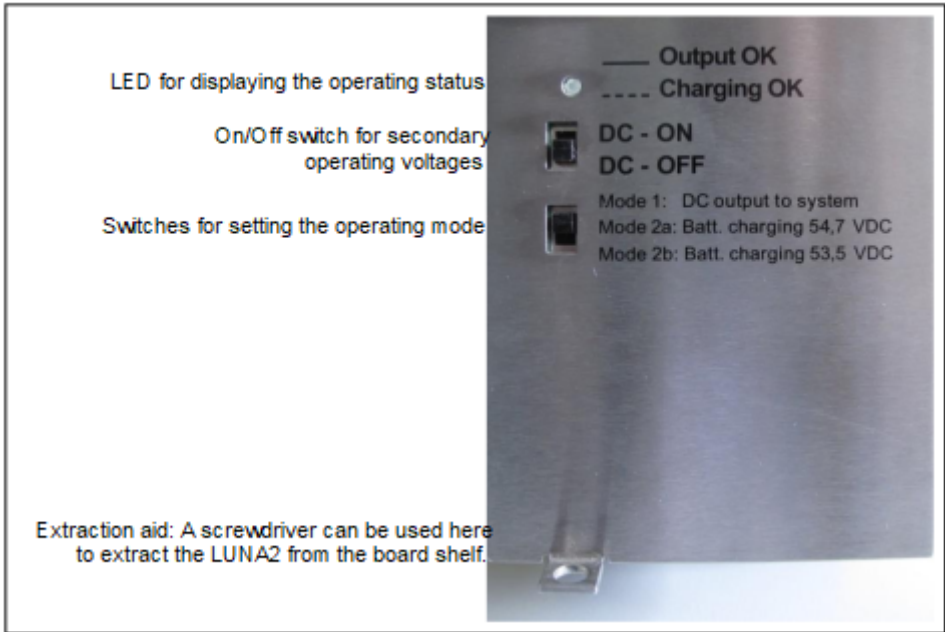 LED for displaying the operating status
On/Off switch for secondary
operating voltages
Switches for setting the operating mode
Extraction aid: A screwdriver can be used here
to extract the LUNA2 from the board shelf.
___ Output OK
---- Charging OK
DC - ON
DC - OFF
Mode 1: DC output to system
Mode 2a: Batt. charging 54,7 VDC
Mode 2b: Batt. charging 53,5 VDC